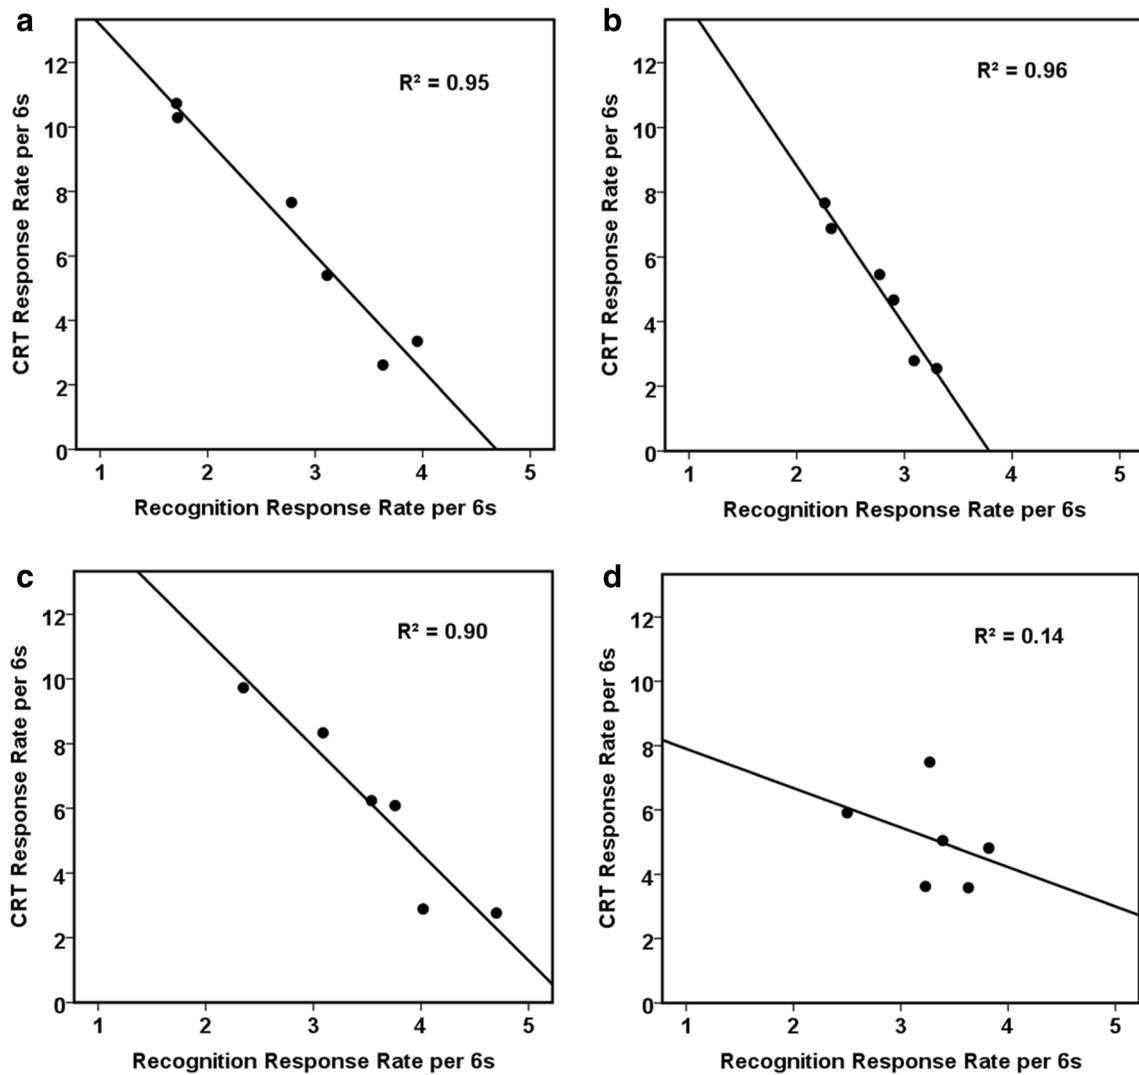 a
R² = 0.95
CRT Response Rate per 6s
12
10
8
6
4
2
0
1 2 3 4 5
Recognition Response Rate per 6s
b
R² = 0.96
CRT Response Rate per 6s
12
10
8
6
4
2
0
1 2 3 4 5
Recognition Response Rate per 6s
c
R² = 0.90
CRT Response Rate per 6s
12
10
8
6
4
2
0
1 2 3 4 5
Recognition Response Rate per 6s
d
R² = 0.14
CRT Response Rate per 6s
12
10
8
6
4
2
0
1 2 3 4 5
Recognition Response Rate per 6s